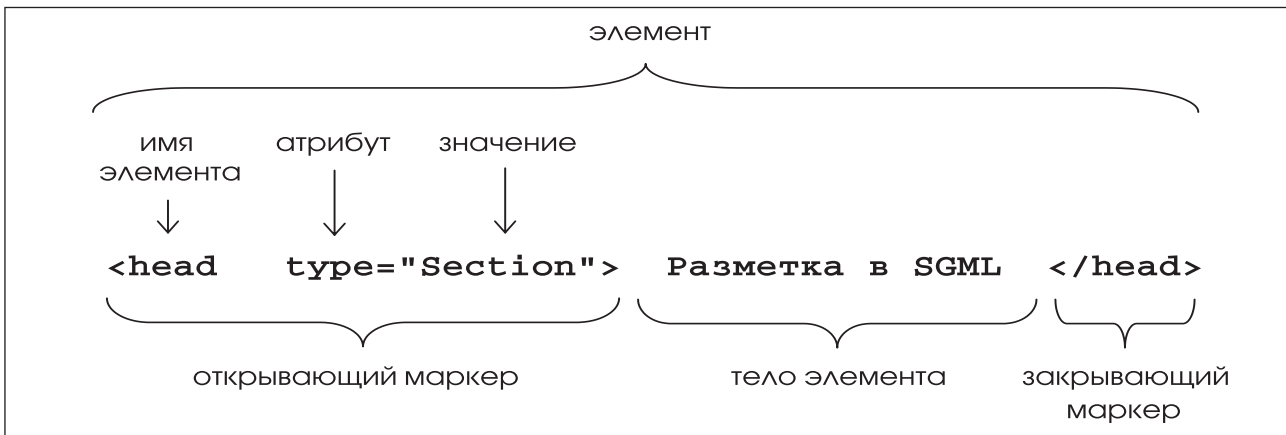 элемент
имя атрибут значение
элемента
<head type="Section"> Разметка в SGML </head>
открывающий маркер тело элемента закрывающий
маркер